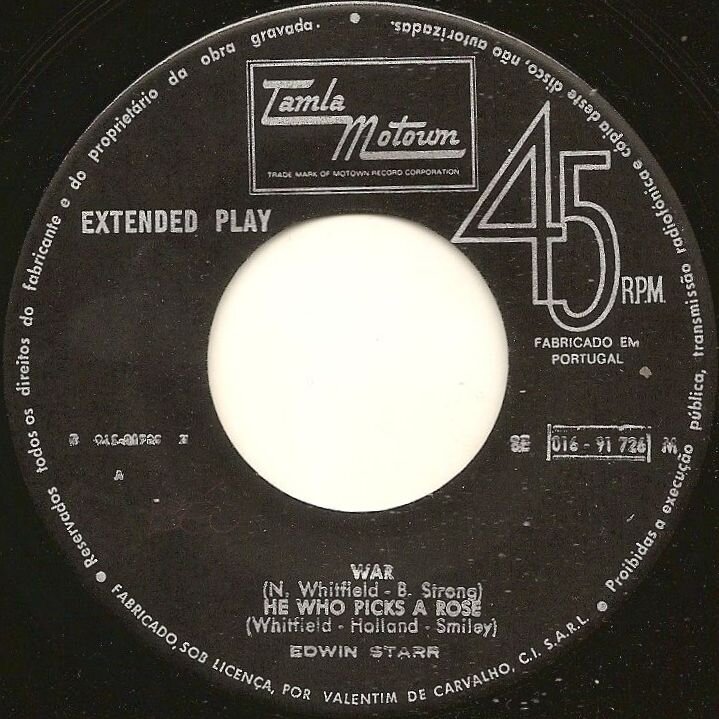 Reservados todos os direitos do fabricante e do proprietário da obra gravada.
Proibidas a execução pública, transmissão radiofónica e cópia deste disco, não autorizadas.
Tamla
Motown
TRADE MARK OF MOTOWN RECORD CORPORATION
EXTENDED PLAY
45
R.P.M.
FABRICADO EM
PORTUGAL
SE 016 - 91 726 M
A
WAR
(N. Whitfield - B. Strong)
HE WHO PICKS A ROSE
(Whitfield - Holland - Smiley)
EDWIN STARR
FABRICADO, SOB LICENÇA, POR VALENTIM DE CARVALHO, C.I. S.A.R.L.